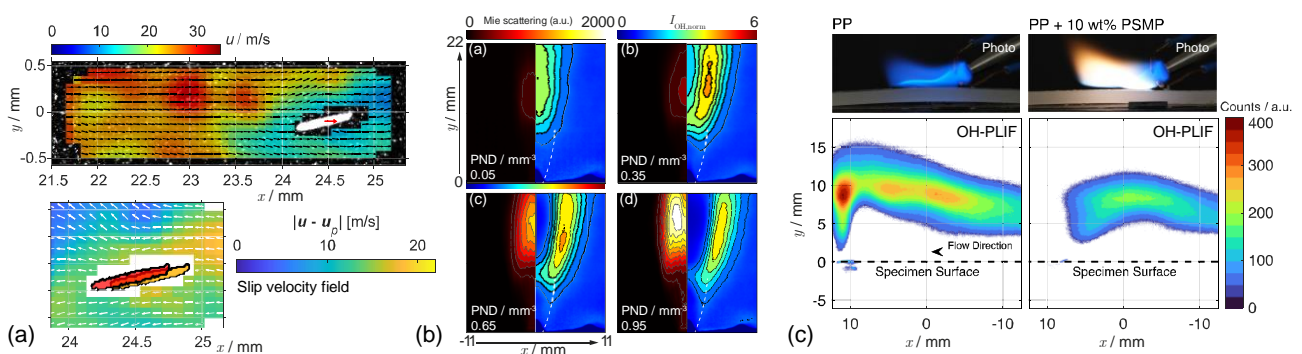 0 10 20 30 u / m/s
0.5
0
-0.5
y / mm
21.5 22 22.5 23 23.5 24 24.5 25
x / mm
|u - u_p| [m/s]
0 10 20
Slip velocity field
24 24.5 25
x / mm
(a)
0 Mie scattering (a.u.) 2000
0 I_OH,norm 6
22
y / mm
0
(a)
PND / mm⁻³
0.05
(b)
PND / mm⁻³
0.35
(c)
PND / mm⁻³
0.65
(d)
PND / mm⁻³
0.95
-11 x / mm 11
(b)
PP
Photo
PP + 10 wt% PSMP
Photo
OH-PLIF
15
10
5
0
-5
y / mm
Flow Direction
Specimen Surface
10 0 -10
x / mm
OH-PLIF
Specimen Surface
10 0 -10
x / mm
Counts / a.u.
400
300
200
100
0
(c)